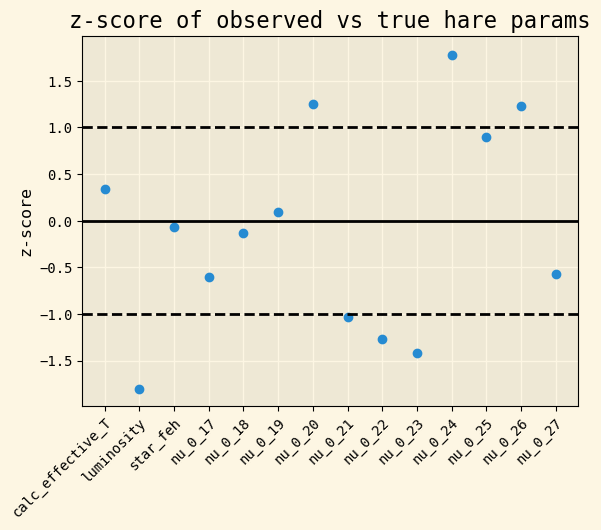 z-score of observed vs true hare params
z-score
1.5
1.0
0.5
0.0
−0.5
−1.0
−1.5
calc_effective_T
luminosity
star_feh
nu_0_17
nu_0_18
nu_0_19
nu_0_20
nu_0_21
nu_0_22
nu_0_23
nu_0_24
nu_0_25
nu_0_26
nu_0_27